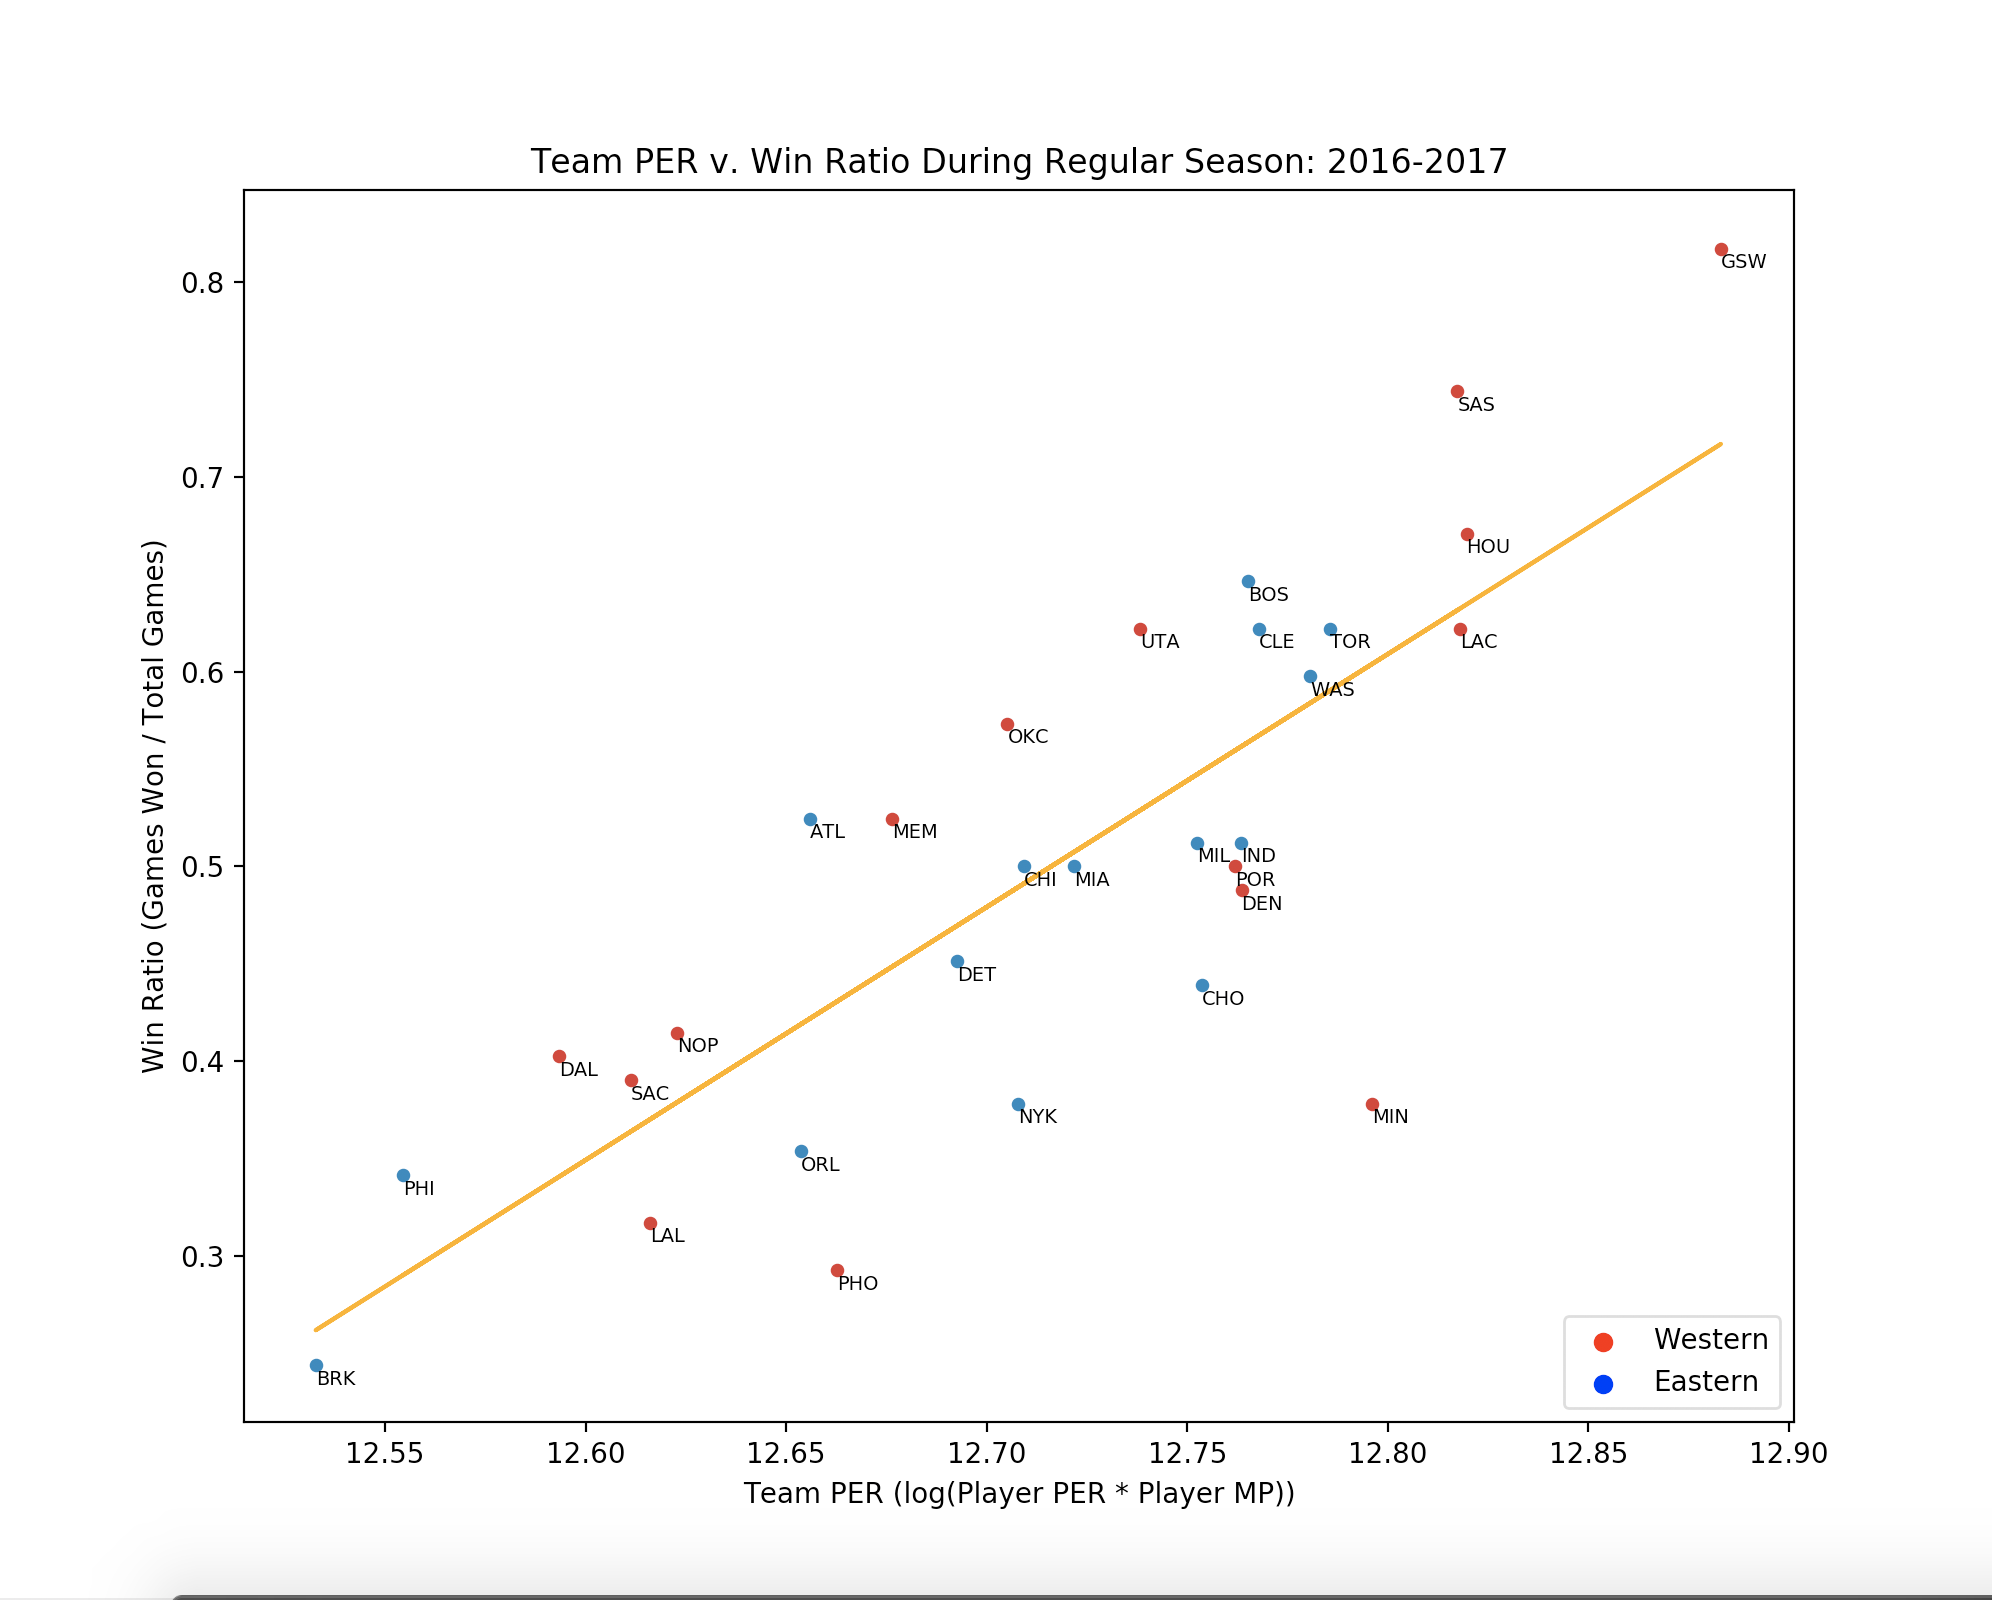 Team PER v. Win Ratio During Regular Season: 2016-2017
Win Ratio (Games Won / Total Games)
0.8
0.7
0.6
0.5
0.4
0.3
GSW
SAS
HOU
BOS
UTA
CLE
TOR
LAC
WAS
OKC
ATL
MEM
MIL
IND
CHI
MIA
POR
DEN
DET
CHO
NOP
DAL
SAC
NYK
MIN
ORL
PHI
LAL
PHO
BRK
Western
Eastern
12.55
12.60
12.65
12.70
12.75
12.80
12.85
12.90
Team PER (log(Player PER * Player MP))